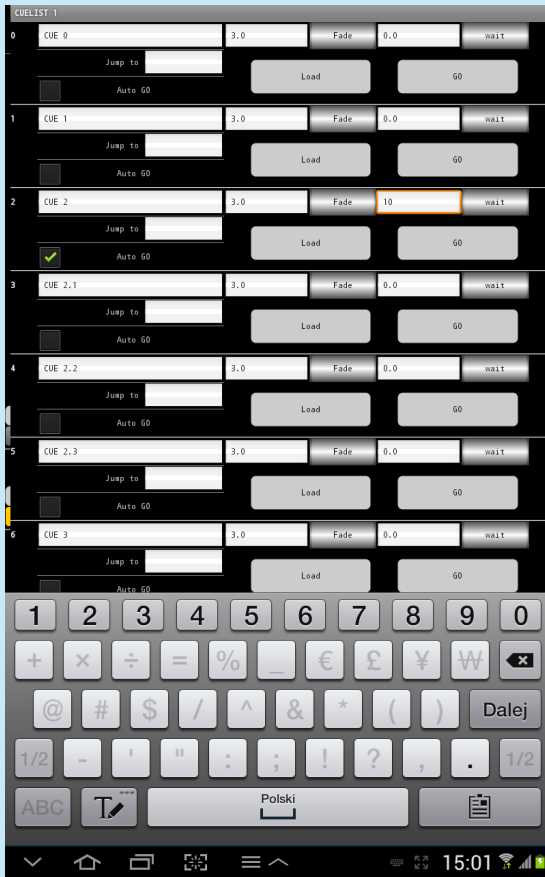 CUELIST 1
0 CUE 0 3.0 Fade 0.0 wait
Jump to
Load GO
Auto GO
1 CUE 1 3.0 Fade 0.0 wait
Jump to
Load GO
Auto GO
2 CUE 2 3.0 Fade 10 wait
Jump to
Load GO
Auto GO
3 CUE 2.1 3.0 Fade 0.0 wait
Jump to
Load GO
Auto GO
4 CUE 2.2 3.0 Fade 0.0 wait
Jump to
Load GO
Auto GO
5 CUE 2.3 3.0 Fade 0.0 wait
Jump to
Load GO
Auto GO
6 CUE 3 3.0 Fade 0.0 wait
Jump to
Load GO
Auto GO
1 2 3 4 5 6 7 8 9 0
+ × ÷ = % _ € £ ¥ ₩
@ # $ / ^ & * ( ) Dalej
1/2 - ' " : ; ! ? , . 1/2
ABC T Polski
15:01